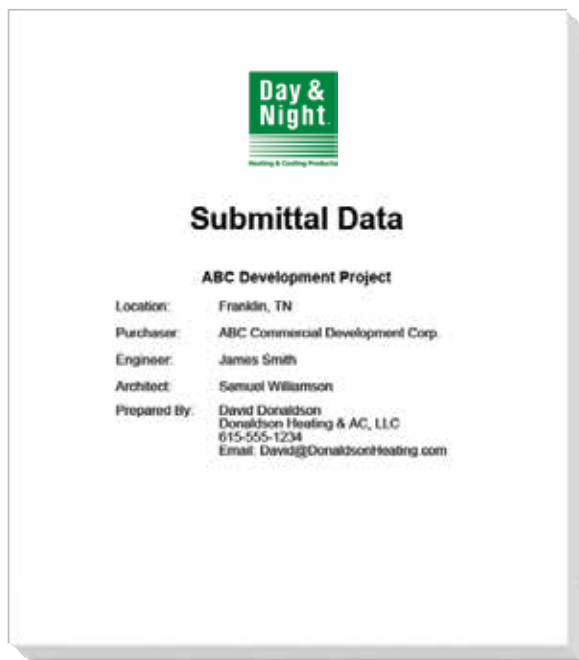 Day &
Night
Heating & Cooling Products
Submittal Data
ABC Development Project
Location: Franklin, TN
Purchaser: ABC Commercial Development Corp.
Engineer: James Smith
Architect: Samuel Williamson
Prepared By: David Donaldson
Donaldson Heating & AC, LLC
615-555-1234
Email: David@DonaldsonHeating.com